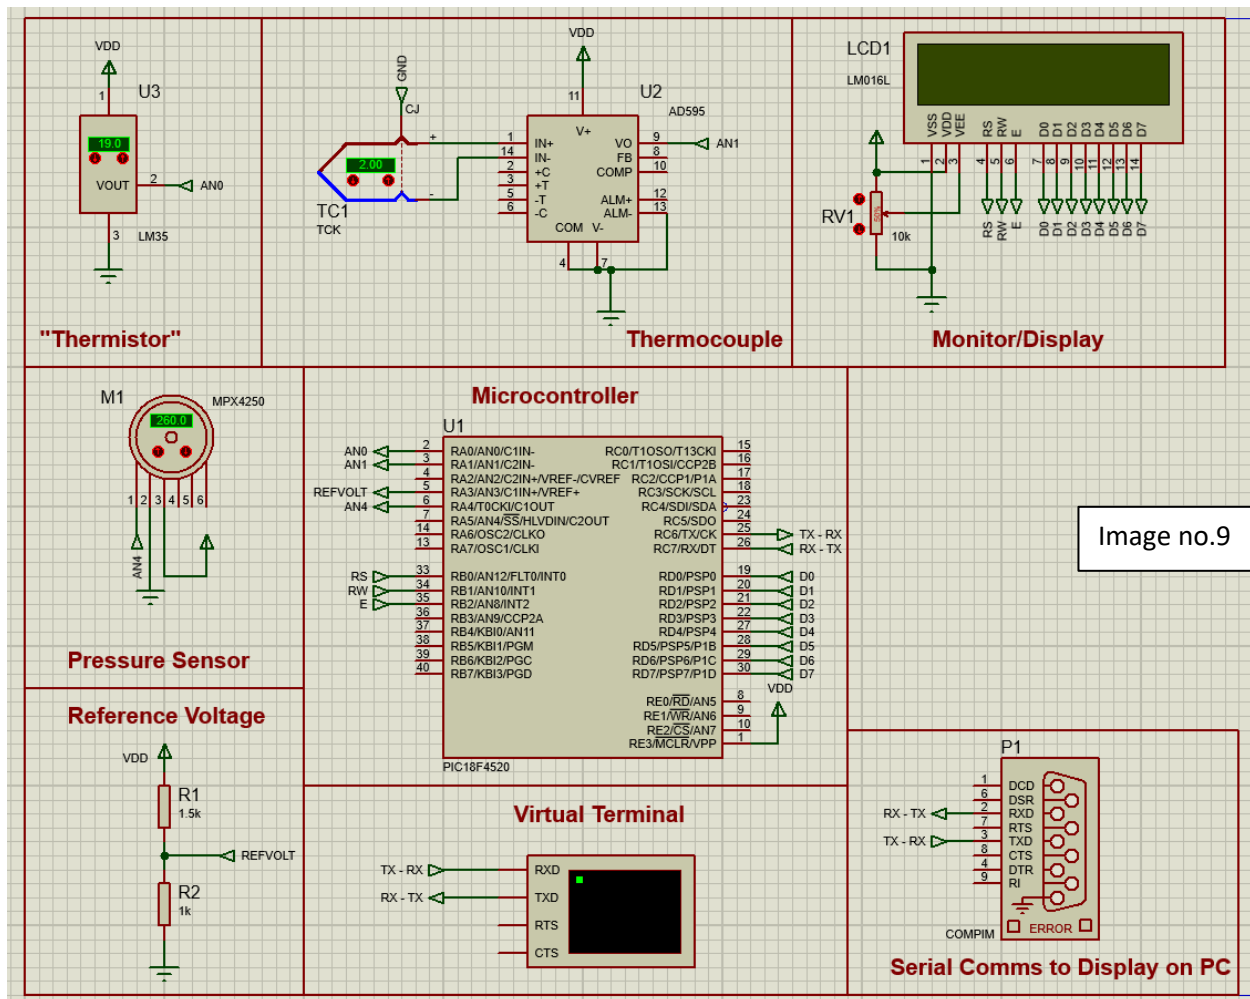 VDD
U3
1
19.0
VOUT
2
AN0
3
LM35
"Thermistor"
GND
CJ
+
2.00
-
TC1
TCK
VDD
11
U2
AD595
V+
1
IN+
14
IN-
2
+C
3
+T
5
-T
6
-C
VO
9
AN1
FB
8
COMP
10
ALM+
12
ALM-
13
COM
V-
4
7
Thermocouple
LCD1
LM016L
VSS
VDD
VEE
RS
RW
E
D0
D1
D2
D3
D4
D5
D6
D7
1
2
3
4
5
6
7
8
9
10
11
12
13
14
RS
RW
E
D0
D1
D2
D3
D4
D5
D6
D7
RV1
50%
10k
Monitor/Display
M1
MPX4250
260.0
1
2
3
4
5
6
AN4
Pressure Sensor
Microcontroller
U1
AN0
2
RA0/AN0/C1IN-
AN1
3
RA1/AN1/C2IN-
4
RA2/AN2/C2IN+/VREF-/CVREF
REFVOLT
5
RA3/AN3/C1IN+/VREF+
AN4
6
RA4/T0CKI/C1OUT
7
RA5/AN4/SS/HLVDIN/C2OUT
14
RA6/OSC2/CLKO
13
RA7/OSC1/CLKI
RS
33
RB0/AN12/FLT0/INT0
RW
34
RB1/AN10/INT1
E
35
RB2/AN8/INT2
36
RB3/AN9/CCP2A
37
RB4/KBI0/AN11
38
RB5/KBI1/PGM
39
RB6/KBI2/PGC
40
RB7/KBI3/PGD
RC0/T1OSO/T13CKI
15
RC1/T1OSI/CCP2B
16
RC2/CCP1/P1A
17
RC3/SCK/SCL
18
RC4/SDI/SDA
23
RC5/SDO
24
RC6/TX/CK
25
TX - RX
RC7/RX/DT
26
RX - TX
RD0/PSP0
19
D0
RD1/PSP1
20
D1
RD2/PSP2
21
D2
RD3/PSP3
22
D3
RD4/PSP4
27
D4
RD5/PSP5/P1B
28
D5
RD6/PSP6/P1C
29
D6
RD7/PSP7/P1D
30
D7
VDD
RE0/RD/AN5
8
RE1/WR/AN6
9
RE2/CS/AN7
10
RE3/MCLR/VPP
1
PIC18F4520
Image no.9
Reference Voltage
VDD
R1
1.5k
REFVOLT
R2
1k
Virtual Terminal
TX - RX
RXD
RX - TX
TXD
RTS
CTS
P1
1
DCD
6
DSR
RX - TX
2
RXD
7
RTS
TX - RX
3
TXD
8
CTS
4
DTR
9
RI
COMPIM
ERROR
Serial Comms to Display on PC